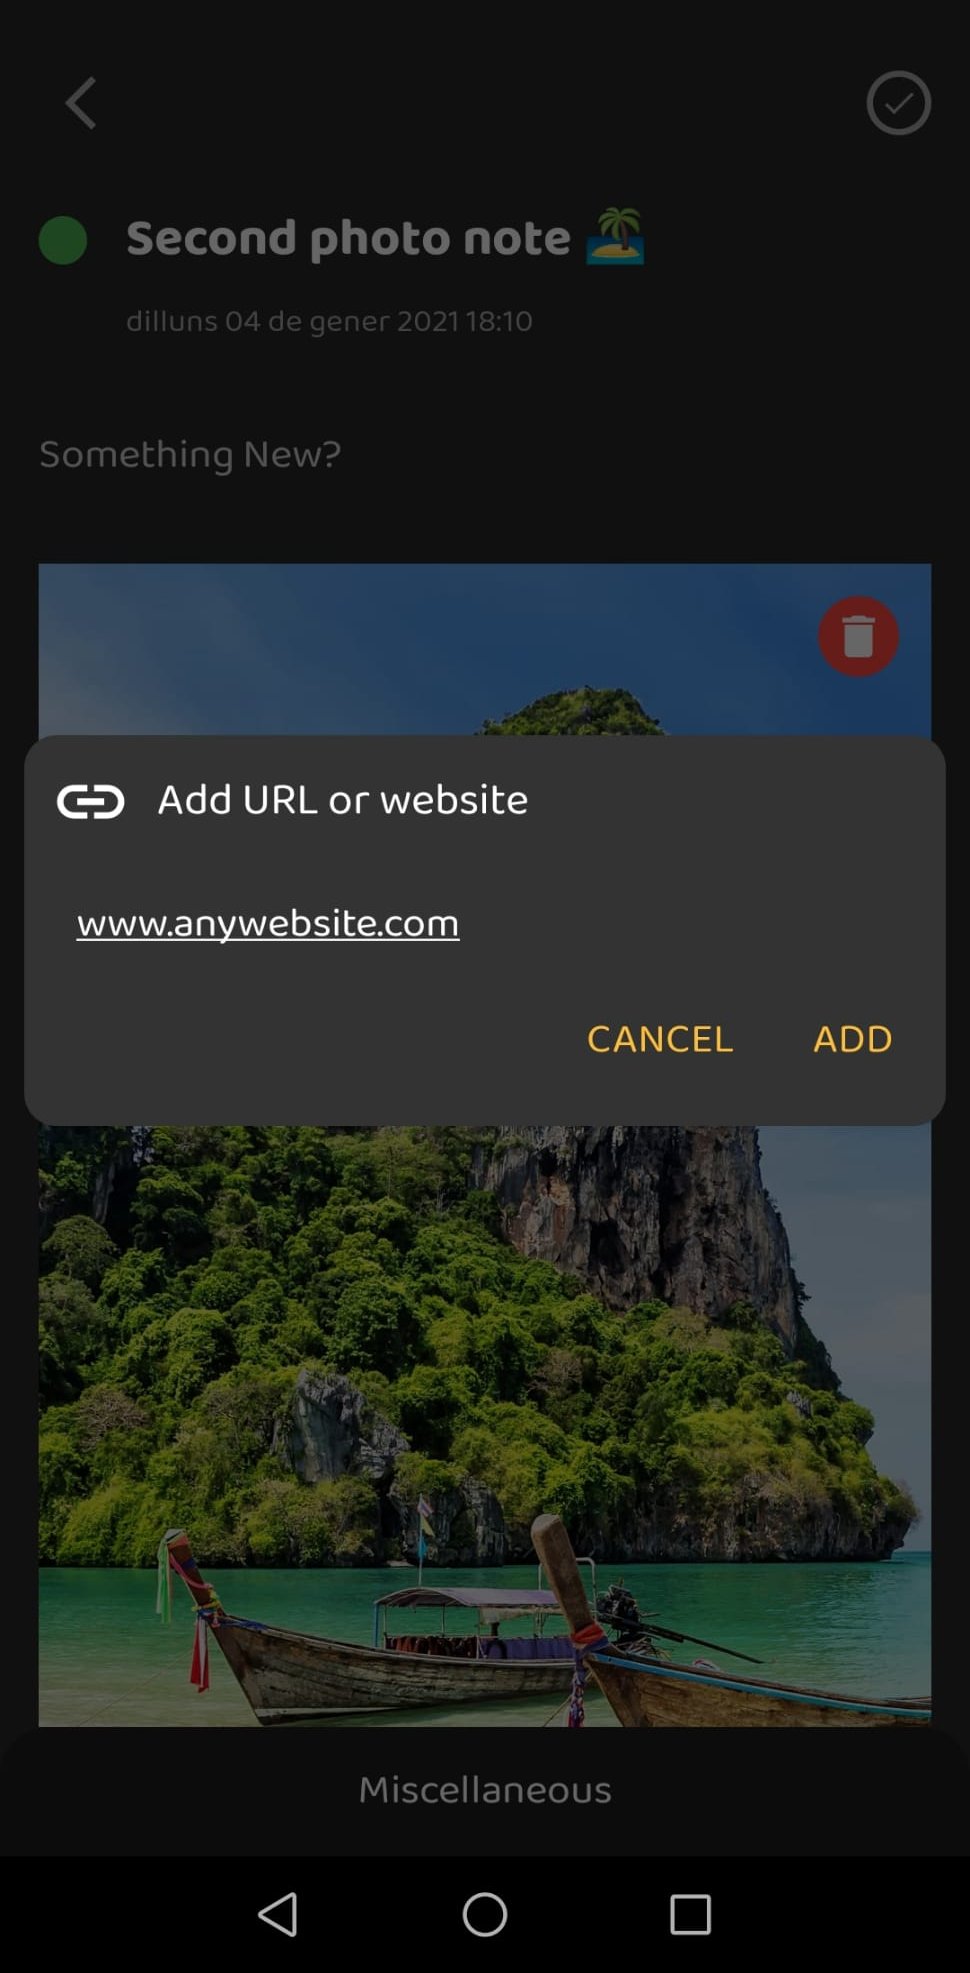 Second photo note 🏝️
dilluns 04 de gener 2021 18:10
Something New?
Add URL or website
www.anywebsite.com
CANCEL ADD
Miscellaneous